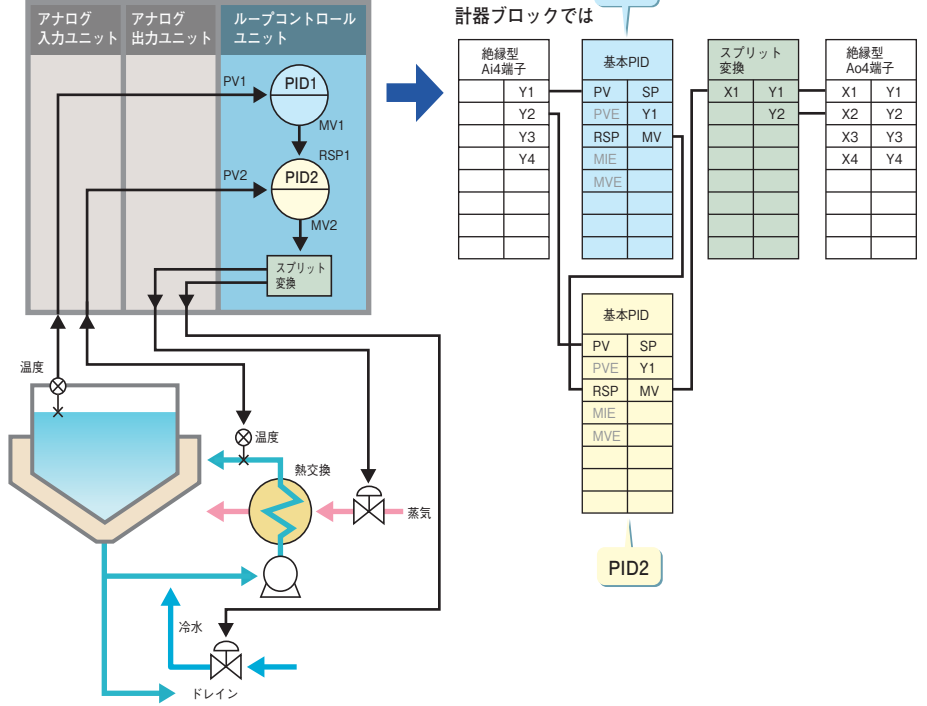 アナログ
入力ユニット
アナログ
出力ユニット
ループコントロール
ユニット
PV1
PID1
MV1
RSP1
PV2
PID2
MV2
スプリット
変換
温度
温度
熱交換
蒸気
冷水
ドレイン
計器ブロックでは
絶縁型
Ai4端子
Y1
Y2
Y3
Y4
基本PID
PV SP
PVE Y1
RSP MV
MIE
MVE
スプリット
変換
X1 Y1
Y2
絶縁型
Ao4端子
X1 Y1
X2 Y2
X3 Y3
X4 Y4
基本PID
PV SP
PVE Y1
RSP MV
MIE
MVE
PID2